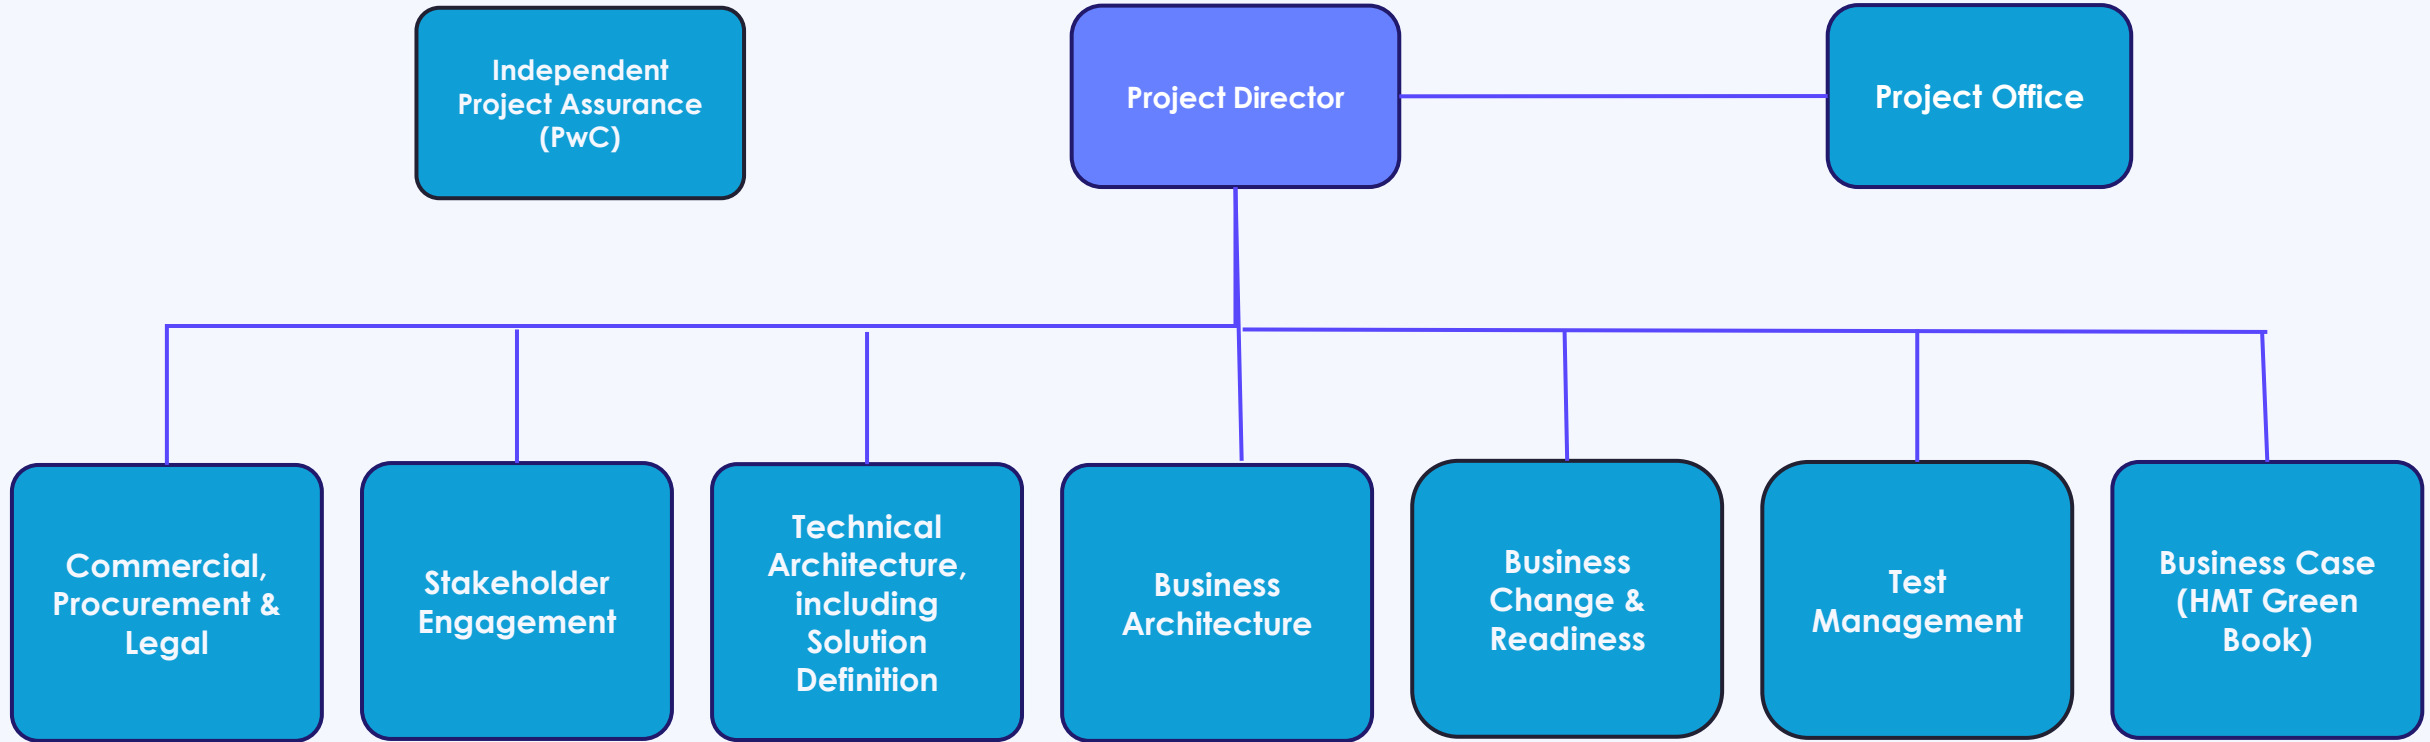 Independent
Project Assurance
(PwC)
Project Director
Project Office
Commercial,
Procurement &
Legal
Stakeholder
Engagement
Technical
Architecture,
including
Solution
Definition
Business
Architecture
Business
Change &
Readiness
Test
Management
Business Case
(HMT Green
Book)